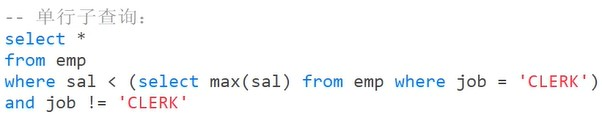 -- 单行子查询：
select *
from emp
where sal < (select max(sal) from emp where job = 'CLERK')
and job != 'CLERK'